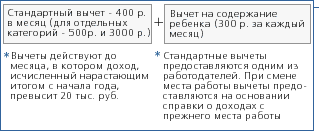 Стандартный вычет - 400 р.
в месяц (для отдельных
категорий - 500р. и 3000 р.)
+
Вычет на содержание
ребенка (300 р. за каждый
месяц)
* Вычеты действуют до
месяца, в котором доход,
исчисленный нарастающим
итогом с начала года,
превысит 20 тыс. руб.
* Стандартные вычеты
предоставляются одним из
работодателей. При смене
места работы вычеты предо-
ставляются на основании
справки о доходах с
прежнего места работы